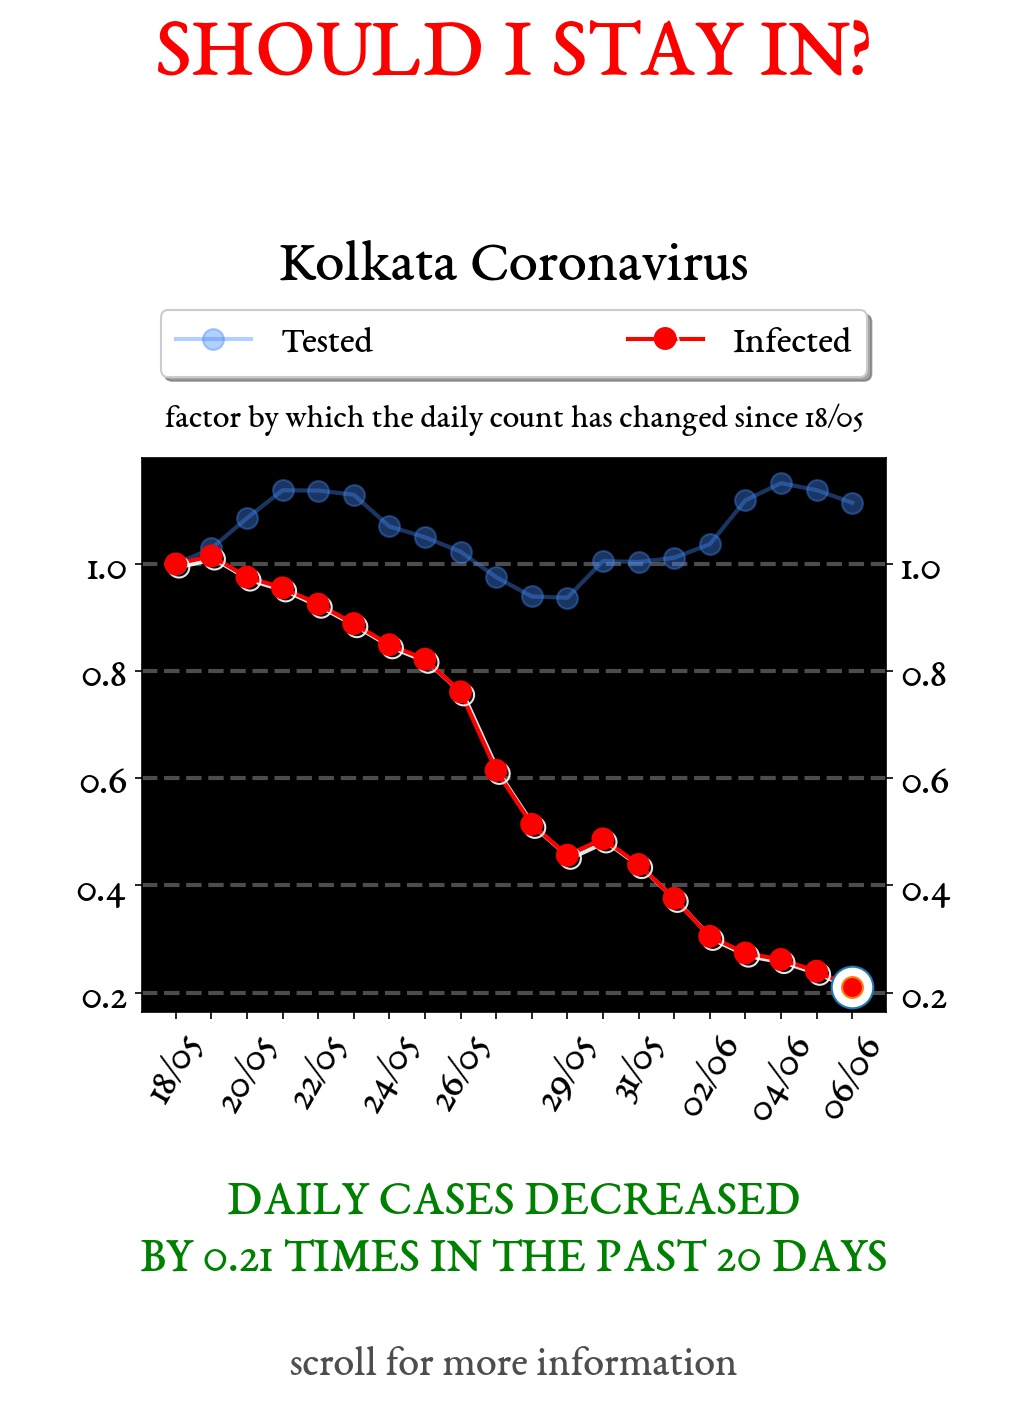 SHOULD I STAY IN?
Kolkata Coronavirus
Tested Infected
factor by which the daily count has changed since 18/05
1.0 1.0
0.8 0.8
0.6 0.6
0.4 0.4
0.2 0.2
18/05 20/05 22/05 24/05 26/05 29/05 31/05 02/06 04/06 06/06
DAILY CASES DECREASED
BY 0.21 TIMES IN THE PAST 20 DAYS
scroll for more information